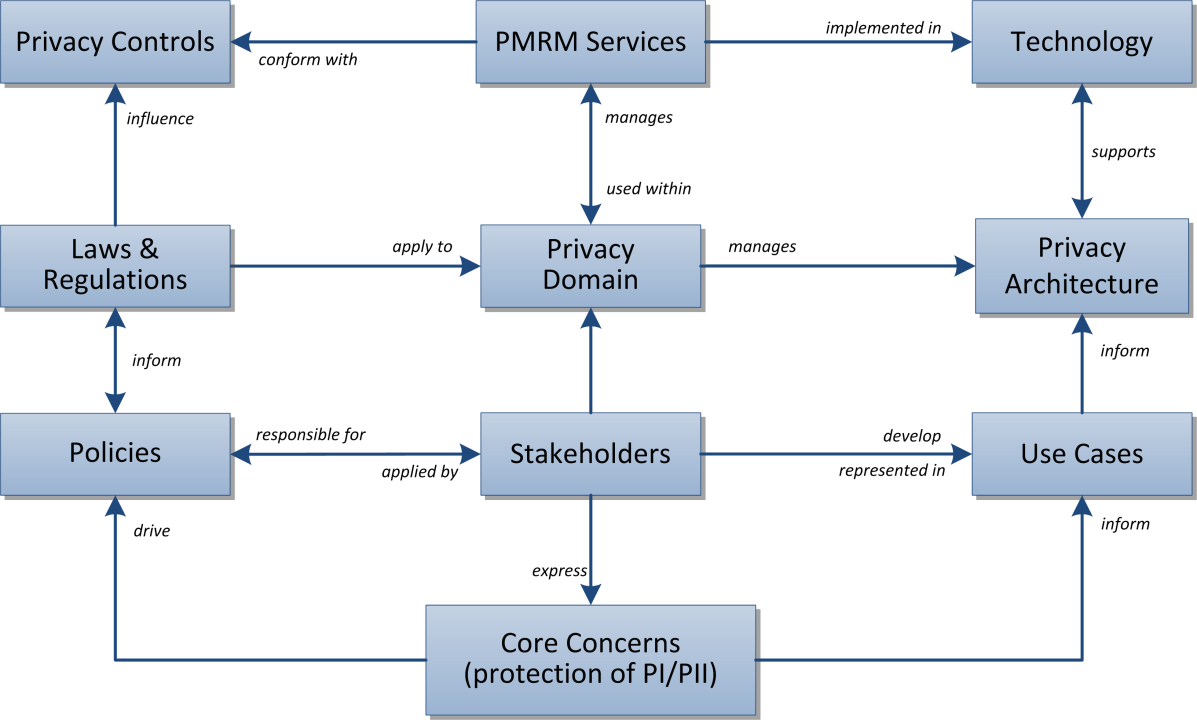 Privacy Controls
PMRM Services
Technology
conform with
implemented in
influence
manages
used within
supports
Laws &
Regulations
apply to
Privacy
Domain
manages
Privacy
Architecture
inform
inform
Policies
responsible for
applied by
Stakeholders
develop
represented in
Use Cases
drive
express
inform
Core Concerns
(protection of PI/PII)